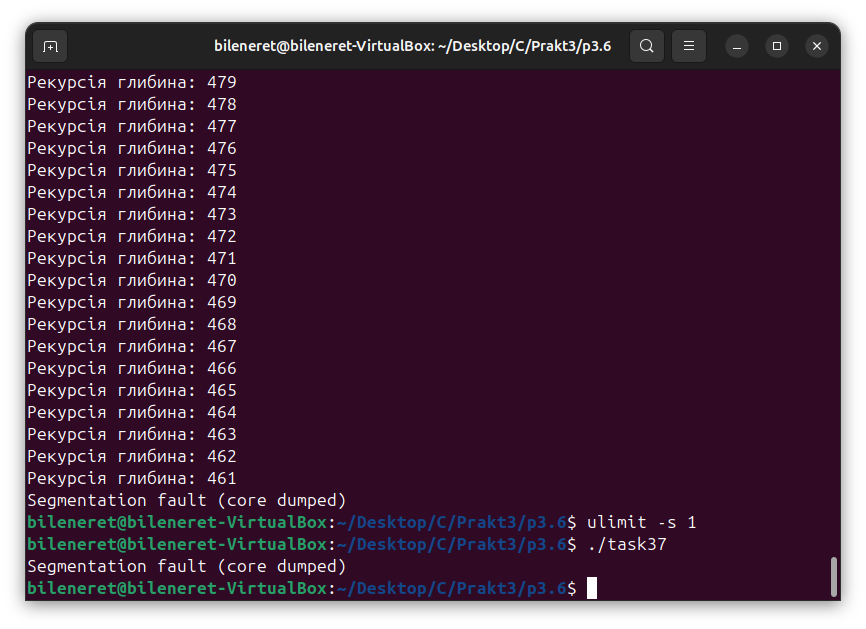 bileneret@bileneret-VirtualBox: ~/Desktop/C/Prakt3/p3.6
Рекурсія глибина: 479
Рекурсія глибина: 478
Рекурсія глибина: 477
Рекурсія глибина: 476
Рекурсія глибина: 475
Рекурсія глибина: 474
Рекурсія глибина: 473
Рекурсія глибина: 472
Рекурсія глибина: 471
Рекурсія глибина: 470
Рекурсія глибина: 469
Рекурсія глибина: 468
Рекурсія глибина: 467
Рекурсія глибина: 466
Рекурсія глибина: 465
Рекурсія глибина: 464
Рекурсія глибина: 463
Рекурсія глибина: 462
Рекурсія глибина: 461
Segmentation fault (core dumped)
bileneret@bileneret-VirtualBox:~/Desktop/C/Prakt3/p3.6$ ulimit -s 1
bileneret@bileneret-VirtualBox:~/Desktop/C/Prakt3/p3.6$ ./task37
Segmentation fault (core dumped)
bileneret@bileneret-VirtualBox:~/Desktop/C/Prakt3/p3.6$